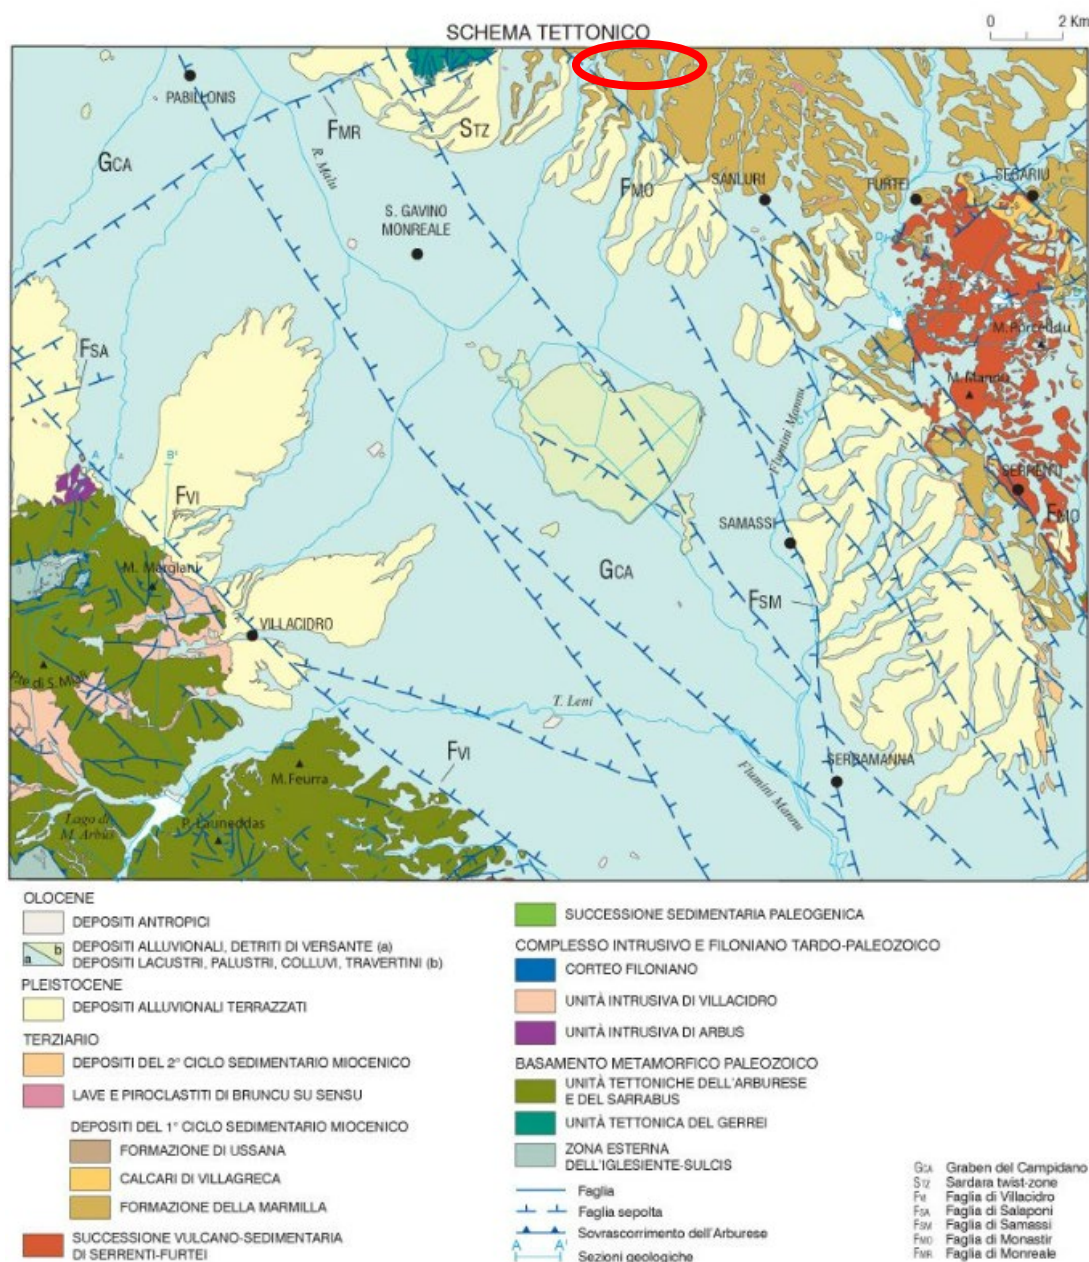 SCHEMA TETTONICO
0 2 Km
PABILLONIS
FMR
STZ
GCA
R. Malu
S. GAVINO
MONREALE
FMO
SANLURI
FURTEI
SEGARIU
M. Porceddu
M. Manno
FSA
A
B'
FVI
M. Margiani
VILLACIDRO
Flumini Mannu
SERRENTI
FMO
SAMASSI
GCA
FSM
P.te di S. Miali
T. Leni
M. Feurra
FVI
Flumini Mannu
SERRAMANNA
Lago di
M. Arbus
P. Launeddas
OLOCENE
DEPOSITI ANTROPICI
a b
DEPOSITI ALLUVIONALI, DETRITI DI VERSANTE (a)
DEPOSITI LACUSTRI, PALUSTRI, COLLUVI, TRAVERTINI (b)
PLEISTOCENE
DEPOSITI ALLUVIONALI TERRAZZATI
TERZIARIO
DEPOSITI DEL 2° CICLO SEDIMENTARIO MIOCENICO
LAVE E PIROCLASTITI DI BRUNCU SU SENSU
DEPOSITI DEL 1° CICLO SEDIMENTARIO MIOCENICO
FORMAZIONE DI USSANA
CALCARI DI VILLAGRECA
FORMAZIONE DELLA MARMILLA
SUCCESSIONE VULCANO-SEDIMENTARIA
DI SERRENTI-FURTEI
SUCCESSIONE SEDIMENTARIA PALEOGENICA
COMPLESSO INTRUSIVO E FILONIANO TARDO-PALEOZOICO
CORTEO FILONIANO
UNITÀ INTRUSIVA DI VILLACIDRO
UNITÀ INTRUSIVA DI ARBUS
BASAMENTO METAMORFICO PALEOZOICO
UNITÀ TETTONICHE DELL'ARBURESE
E DEL SARRABUS
UNITÀ TETTONICA DEL GERREI
ZONA ESTERNA
DELL'IGLESIENTE-SULCIS
Faglia
Faglia sepolta
Sovrascorrimento dell'Arburese
A A' Sezioni geologiche
GCA Graben del Campidano
STZ Sardara twist-zone
FVI Faglia di Villacidro
FSA Faglia di Salaponi
FSM Faglia di Samassi
FMO Faglia di Monastir
FMR Faglia di Monreale